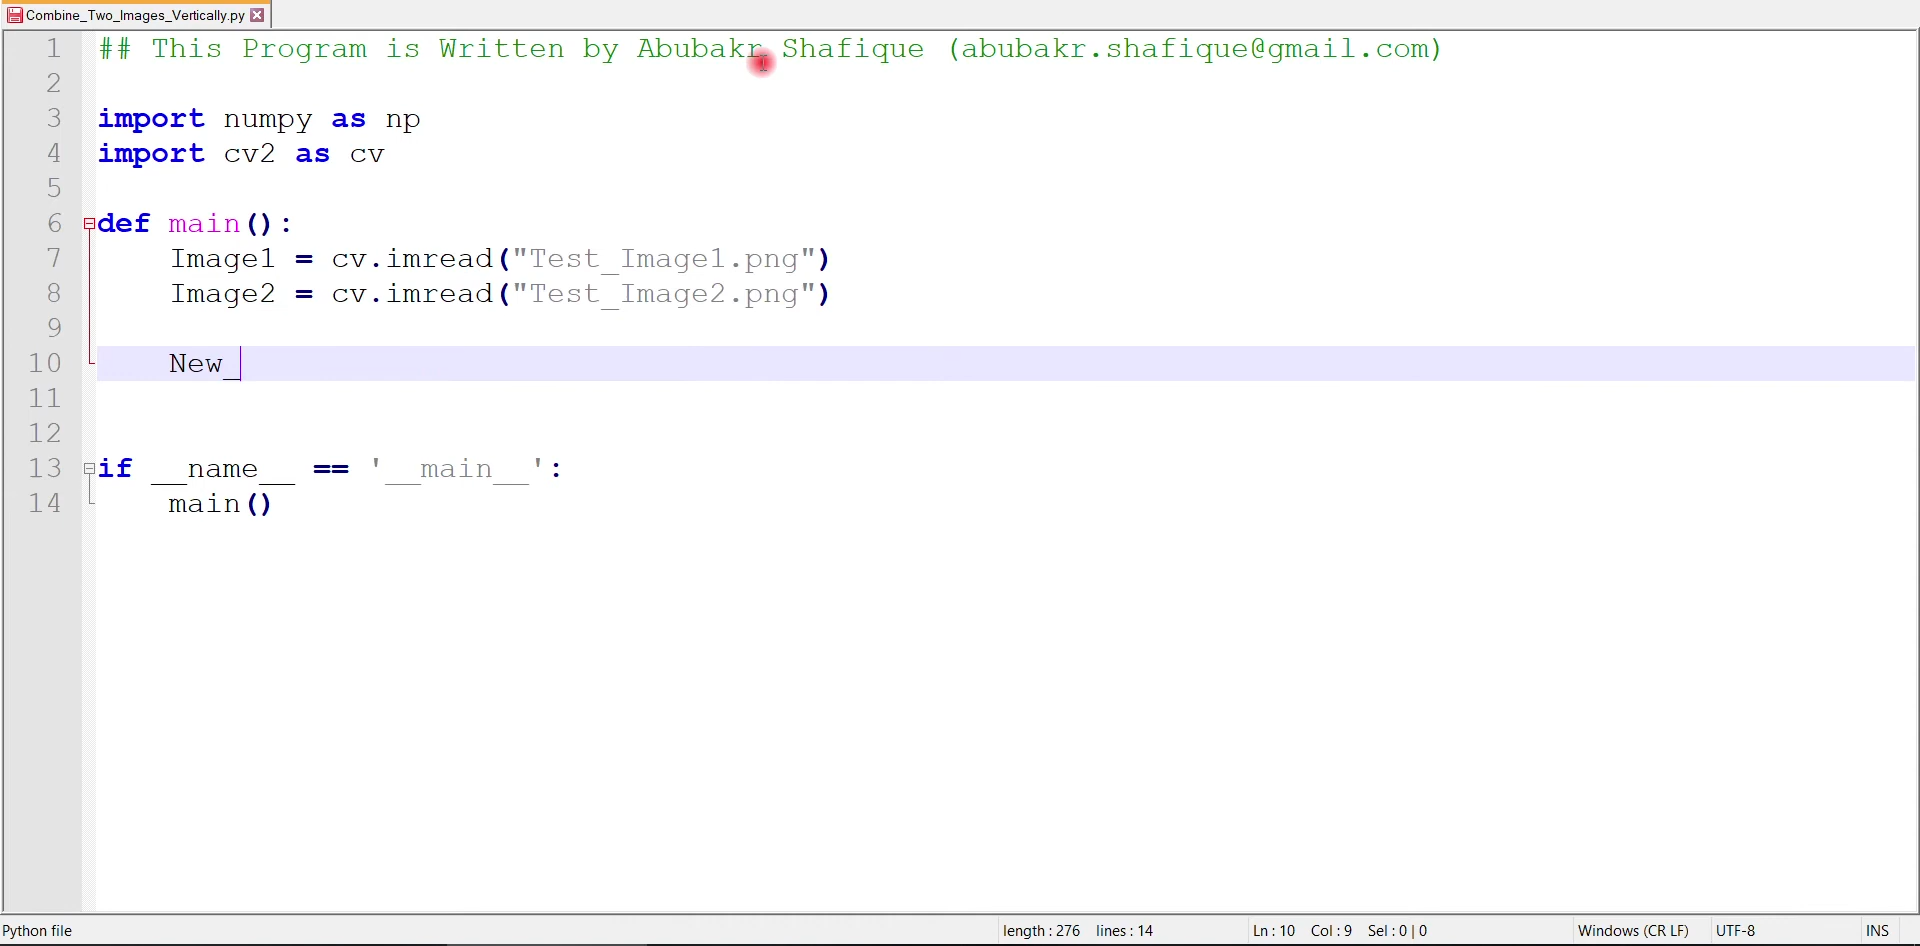 Combine_Two_Images_Vertically.py
1 ## This Program is Written by Abubakr Shafique (abubakr.shafique@gmail.com)
2
3 import numpy as np
4 import cv2 as cv
5
6 def main():
7 Image1 = cv.imread("Test_Image1.png")
8 Image2 = cv.imread("Test_Image2.png")
9
10 New_
11
12
13 if __name__ == '__main__':
14 main()
Python file length : 276 lines : 14 Ln : 10 Col : 9 Sel : 0 | 0 Windows (CR LF) UTF-8 INS